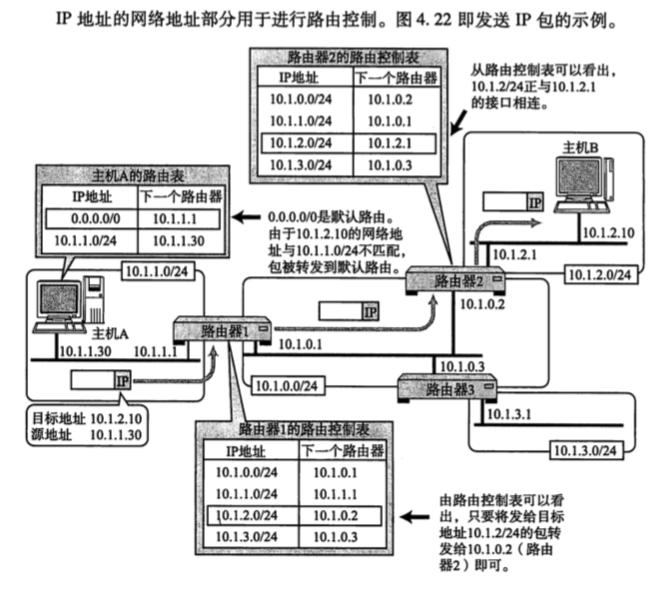 IP 地址的网络地址部分用于进行路由控制。图 4. 22 即发送 IP 包的示例。
路由器2的路由控制表
IP地址 下一个路由器
10.1.0.0/24 10.1.0.2
10.1.1.0/24 10.1.0.1
10.1.2.0/24 10.1.2.1
10.1.3.0/24 10.1.0.3
从路由控制表可以看出，
10.1.2/24正与10.1.2.1
的接口相连。
主机A的路由表
IP地址 下一个路由器
0.0.0.0/0 10.1.1.1
10.1.1.0/24 10.1.1.30
0.0.0.0/0是默认路由。
由于10.1.2.10的网络地
址与10.1.1.0/24不匹配，
包被转发到默认路由。
主机B
IP
10.1.2.10
10.1.2.1
10.1.2.0/24
路由器2
10.1.0.2
10.1.1.0/24
主机A
10.1.1.30
10.1.1.1
路由器1
IP
10.1.0.1
10.1.0.3
IP
10.1.0.0/24
路由器3
10.1.3.1
10.1.3.0/24
目标地址 10.1.2.10
源地址 10.1.1.30
路由器1的路由控制表
IP地址 下一个路由器
10.1.0.0/24 10.1.0.1
10.1.1.0/24 10.1.1.1
10.1.2.0/24 10.1.0.2
10.1.3.0/24 10.1.0.3
由路由控制表可以看
出，只要将发给目标
地址10.1.2/24的包转
发给10.1.0.2（路由
器2）即可。